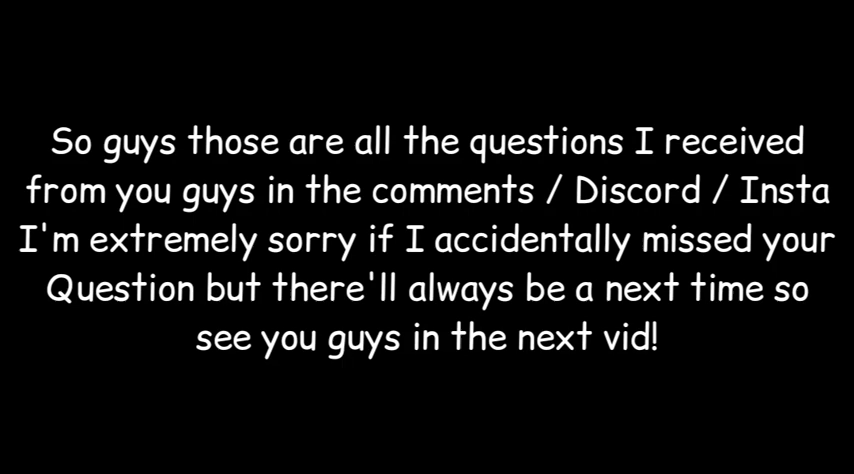 So guys those are all the questions I received
from you guys in the comments / Discord / Insta
I'm extremely sorry if I accidentally missed your
Question but there'll always be a next time so
see you guys in the next vid!